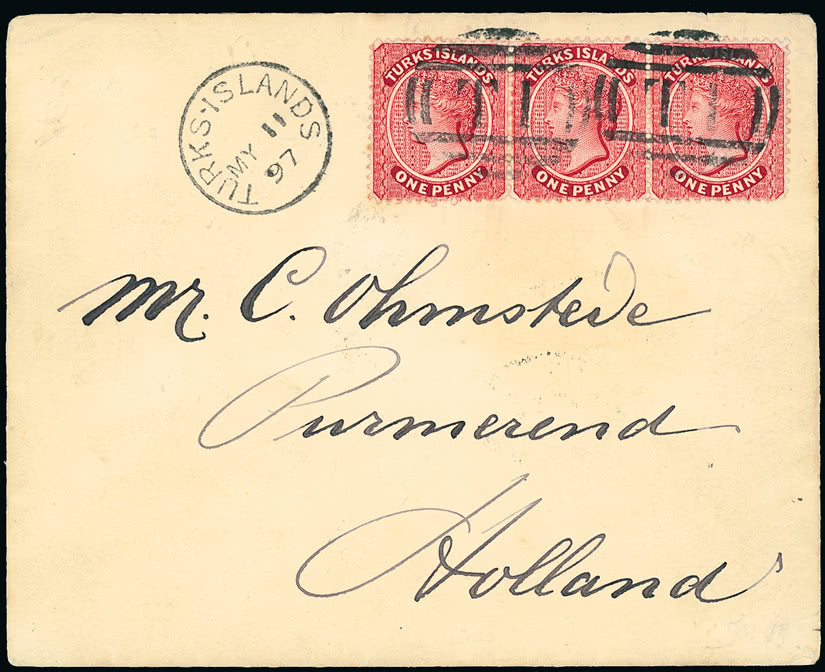 TURKS-ISLANDS
MY 11
97
TURKS ISLANDS TURKS ISLANDS TURKS ISLANDS
T I T I
ONE PENNY ONE PENNY ONE PENNY
Mr. C. Ohmstede
Purmerend
Holland